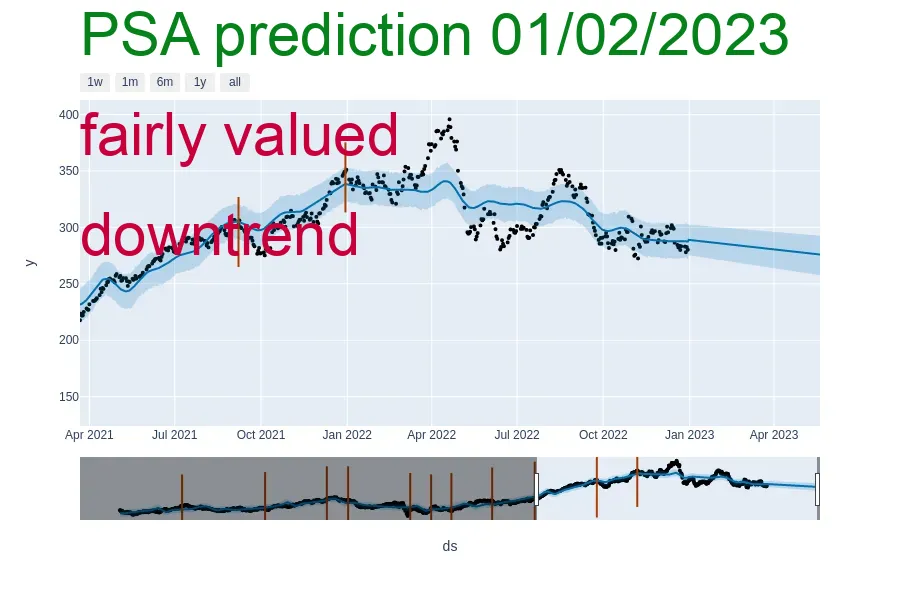 PSA prediction 01/02/2023
1w 1m 6m 1y all
400
fairly valued
350
300
downtrend
y
250
200
150
Apr 2021 Jul 2021 Oct 2021 Jan 2022 Apr 2022 Jul 2022 Oct 2022 Jan 2023 Apr 2023
ds